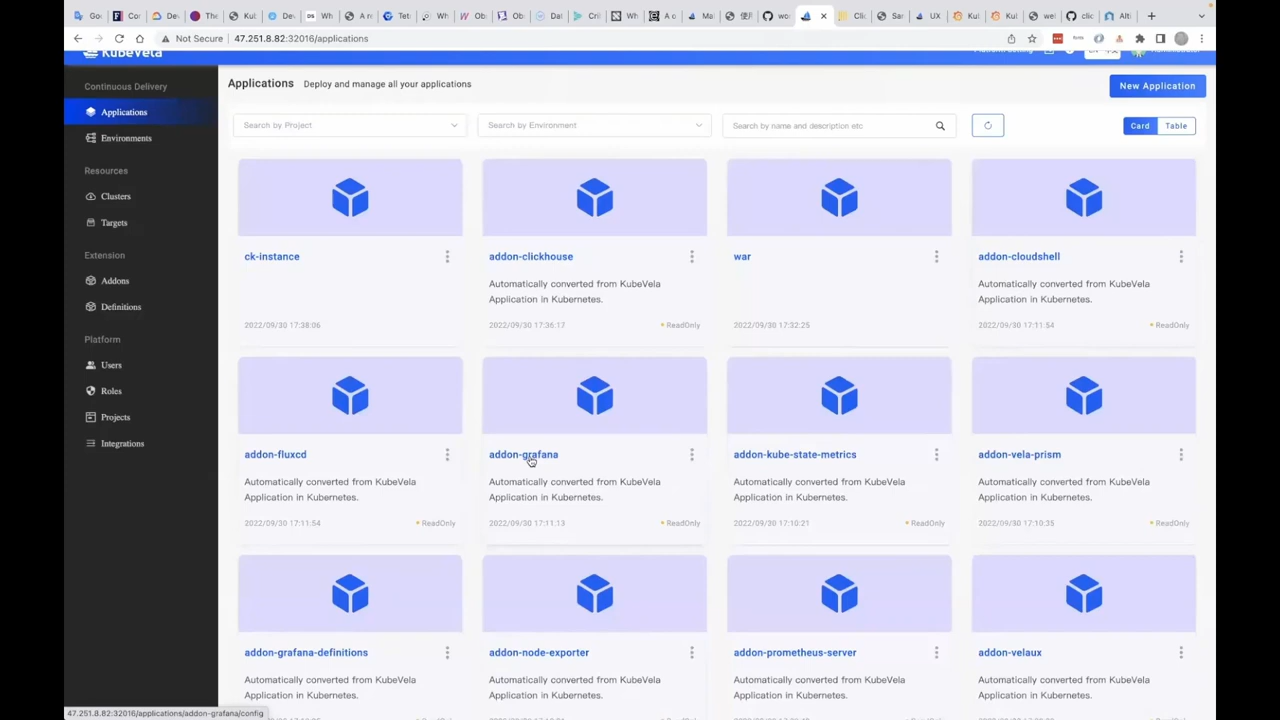 Not Secure 47.251.8.82:32016/applications
KubeVela
Continuous Delivery
Applications
Environments
Resources
Clusters
Targets
Extension
Addons
Definitions
Platform
Users
Roles
Projects
Integrations
Applications Deploy and manage all your applications
New Application
Search by Project
Search by Environment
Search by name and description etc
Card Table
ck-instance
2022/09/30 17:38:06
addon-clickhouse
Automatically converted from KubeVela
Application in Kubernetes.
2022/09/30 17:36:17 ReadOnly
war
2022/09/30 17:32:25
addon-cloudshell
Automatically converted from KubeVela
Application in Kubernetes.
2022/09/30 17:11:54 ReadOnly
addon-fluxcd
Automatically converted from KubeVela
Application in Kubernetes.
2022/09/30 17:11:54 ReadOnly
addon-grafana
Automatically converted from KubeVela
Application in Kubernetes.
2022/09/30 17:11:13 ReadOnly
addon-kube-state-metrics
Automatically converted from KubeVela
Application in Kubernetes.
2022/09/30 17:10:21 ReadOnly
addon-vela-prism
Automatically converted from KubeVela
Application in Kubernetes.
2022/09/30 17:10:35 ReadOnly
addon-grafana-definitions
Automatically converted from KubeVela
Application in Kubernetes.
addon-node-exporter
Automatically converted from KubeVela
Application in Kubernetes.
addon-prometheus-server
Automatically converted from KubeVela
Application in Kubernetes.
addon-velaux
Automatically converted from KubeVela
Application in Kubernetes.
47.251.8.82:32016/applications/addon-grafana/config